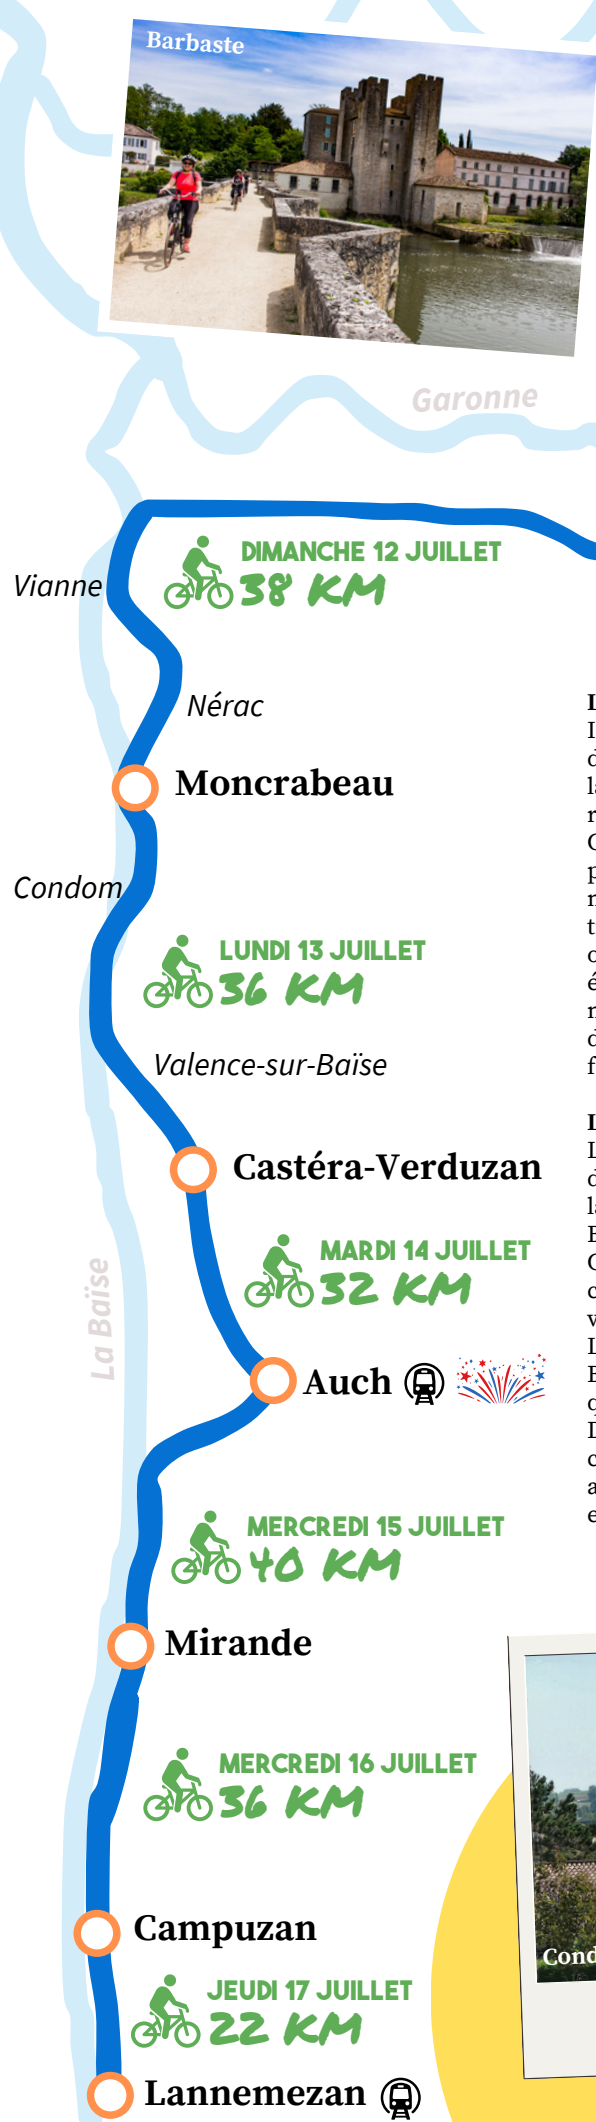 Barbaste
Garonne
DIMANCHE 12 JUILLET
38 KM
Vianne
Nérac
Moncrabeau
Condom
LUNDI 13 JUILLET
36 KM
Valence-sur-Baïse
Castéra-Verduzan
MARDI 14 JUILLET
32 KM
La Baïse
Auch
MERCREDI 15 JUILLET
40 KM
Mirande
MERCREDI 16 JUILLET
36 KM
Campuzan
JEUDI 17 JUILLET
22 KM
Lannemezan